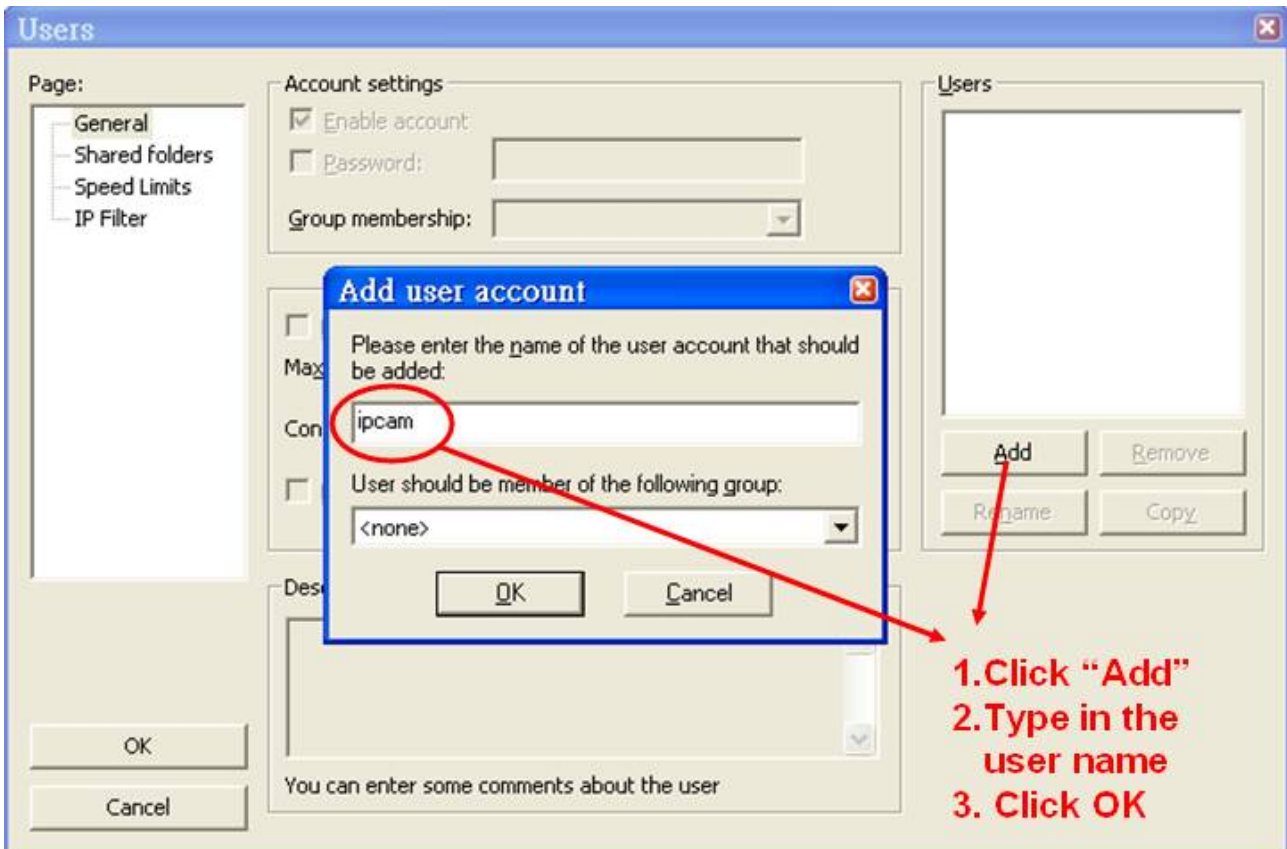 Users
Page:
General
Shared folders
Speed Limits
IP Filter
OK
Cancel
Account settings
Enable account
Password:
Group membership:
Max
Con
Des
You can enter some comments about the user
Add user account
Please enter the name of the user account that should
be added:
ipcam
User should be member of the following group:
<none>
OK
Cancel
Users
Add
Remove
Rename
Copy
1.Click “Add”
2.Type in the
user name
3. Click OK